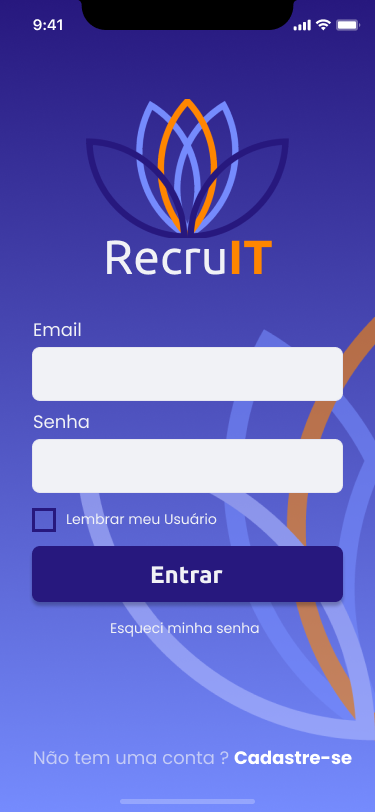 9:41
RecruIT
Email
Senha
Lembrar meu Usuário
Entrar
Esqueci minha senha
Não tem uma conta ? Cadastre-se